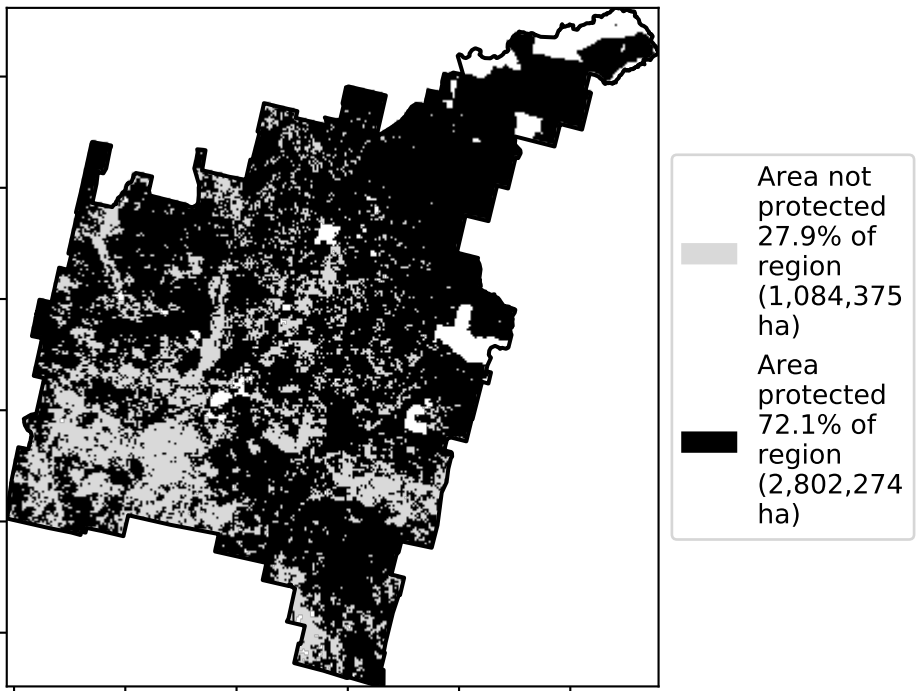 Area not
protected
27.9% of
region
(1,084,375
ha)
Area
protected
72.1% of
region
(2,802,274
ha)